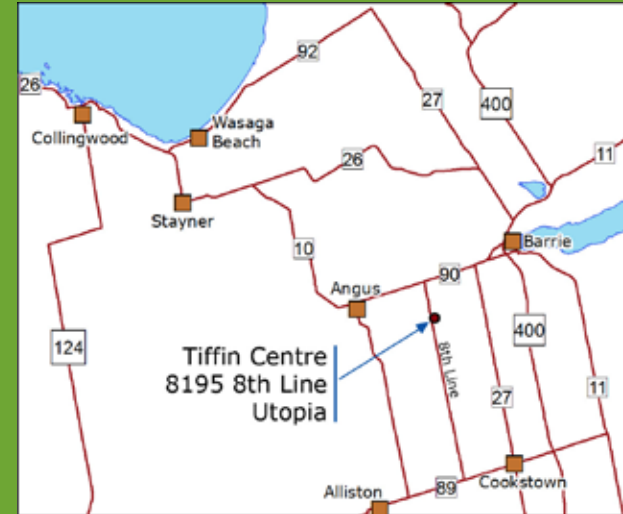 92
26
27
400
Collingwood
Wasaga
Beach
11
26
Stayner
10
Barrie
90
Angus
124
Tiffin Centre
8195 8th Line
Utopia
8th Line
400
27
11
Cookstown
89
Alliston